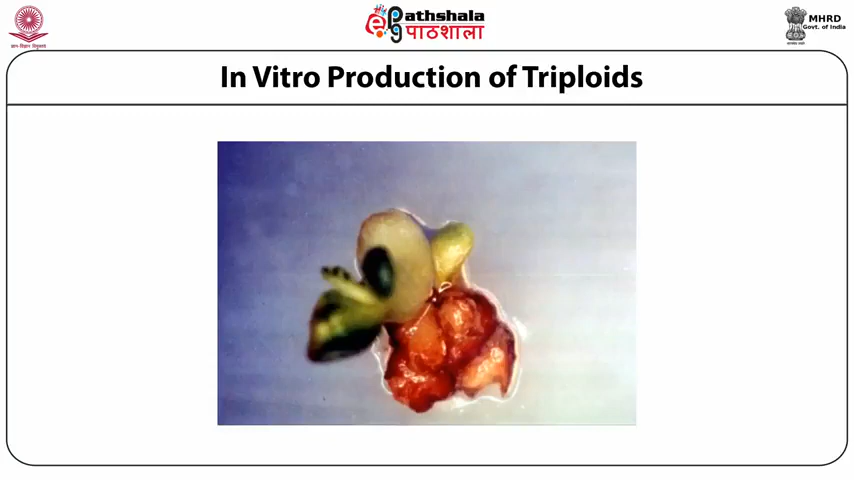 Pathshala
पाठशाला
MHRD
Govt. of India
In Vitro Production of Triploids